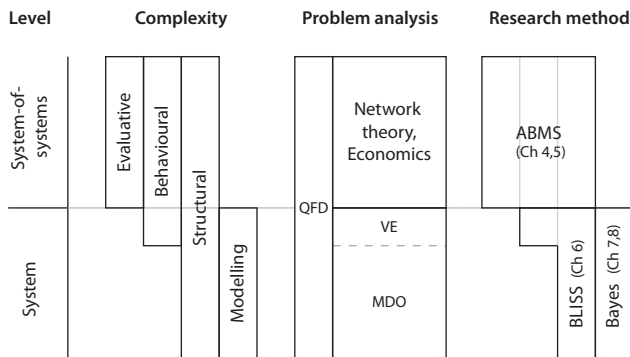 Level
Complexity
Problem analysis
Research method
System-of-
systems
Evaluative
Behavioural
Structural
Modelling
QFD
Network
theory,
Economics
VE
MDO
ABMS
(Ch 4,5)
System
BLISS (Ch 6)
Bayes (Ch 7,8)